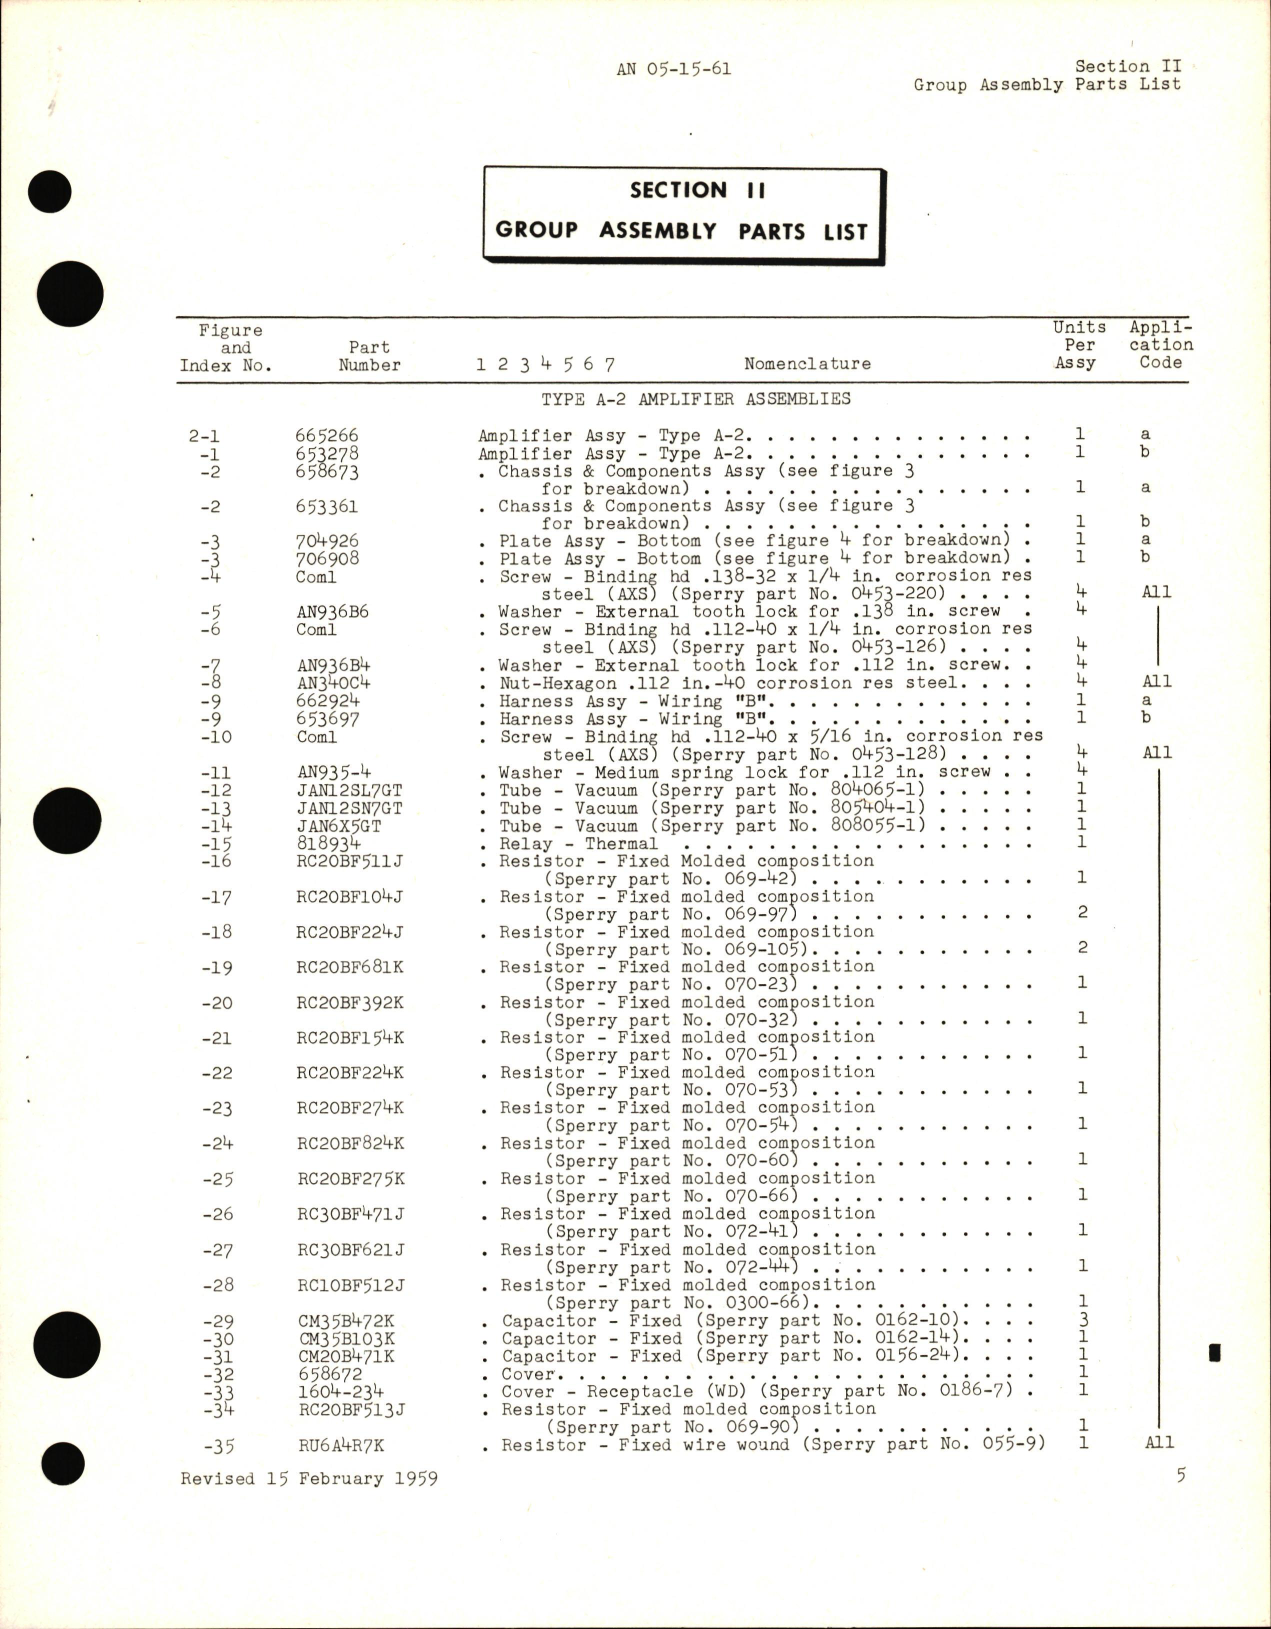 AN 05-15-61
Section II
Group Assembly Parts List
SECTION II
GROUP ASSEMBLY PARTS LIST
Figure and Index No. Part Number 1 2 3 4 5 6 7 Nomenclature Units Per Assy Appli-cation Code
TYPE A-2 AMPLIFIER ASSEMBLIES
2-1 665266 Amplifier Assy - Type A-2. . . . . . . . . . . . . . 1 a
-1 653278 Amplifier Assy - Type A-2. . . . . . . . . . . . . . 1 b
-2 658673 . Chassis & Components Assy (see figure 3
for breakdown) . . . . . . . . . . . . . . . . 1 a
-2 653361 . Chassis & Components Assy (see figure 3
for breakdown) . . . . . . . . . . . . . . . . 1 b
-3 704926 . Plate Assy - Bottom (see figure 4 for breakdown) . 1 a
-3 706908 . Plate Assy - Bottom (see figure 4 for breakdown) . 1 b
-4 Coml . Screw - Binding hd .138-32 x 1/4 in. corrosion res
steel (AXS) (Sperry part No. 0453-220) . . . . 4 All
-5 AN936B6 . Washer - External tooth lock for .138 in. screw . 4
-6 Coml . Screw - Binding hd .112-40 x 1/4 in. corrosion res
steel (AXS) (Sperry part No. 0453-126) . . . . 4
-7 AN936B4 . Washer - External tooth lock for .112 in. screw. . 4
-8 AN340C4 . Nut-Hexagon .112 in.-40 corrosion res steel. . . . 4 All
-9 662924 . Harness Assy - Wiring "B". . . . . . . . . . . . . 1 a
-9 653697 . Harness Assy - Wiring "B". . . . . . . . . . . . . 1 b
-10 Coml . Screw - Binding hd .112-40 x 5/16 in. corrosion res
steel (AXS) (Sperry part No. 0453-128) . . . . 4 All
-11 AN935-4 . Washer - Medium spring lock for .112 in. screw . . 4
-12 JAN12SL7GT . Tube - Vacuum (Sperry part No. 804065-1) . . . . . 1
-13 JAN12SN7GT . Tube - Vacuum (Sperry part No. 805404-1) . . . . . 1
-14 JAN6X5GT . Tube - Vacuum (Sperry part No. 808055-1) . . . . . 1
-15 818934 . Relay - Thermal . . . . . . . . . . . . . . . . . 1
-16 RC20BF511J . Resistor - Fixed Molded composition
(Sperry part No. 069-42) . . . . . . . . . . . 1
-17 RC20BF104J . Resistor - Fixed molded composition
(Sperry part No. 069-97) . . . . . . . . . . . 2
-18 RC20BF224J . Resistor - Fixed molded composition
(Sperry part No. 069-105). . . . . . . . . . . 2
-19 RC20BF681K . Resistor - Fixed molded composition
(Sperry part No. 070-23) . . . . . . . . . . . 1
-20 RC20BF392K . Resistor - Fixed molded composition
(Sperry part No. 070-32) . . . . . . . . . . . 1
-21 RC20BF154K . Resistor - Fixed molded composition
(Sperry part No. 070-51) . . . . . . . . . . . 1
-22 RC20BF224K . Resistor - Fixed molded composition
(Sperry part No. 070-53) . . . . . . . . . . . 1
-23 RC20BF274K . Resistor - Fixed molded composition
(Sperry part No. 070-54) . . . . . . . . . . . 1
-24 RC20BF824K . Resistor - Fixed molded composition
(Sperry part No. 070-60) . . . . . . . . . . . 1
-25 RC20BF275K . Resistor - Fixed molded composition
(Sperry part No. 070-66) . . . . . . . . . . . 1
-26 RC30BF471J . Resistor - Fixed molded composition
(Sperry part No. 072-41) . . . . . . . . . . . 1
-27 RC30BF621J . Resistor - Fixed molded composition
(Sperry part No. 072-44) . . . . . . . . . . . 1
-28 RC10BF512J . Resistor - Fixed molded composition
(Sperry part No. 0300-66). . . . . . . . . . . 1
-29 CM35B472K . Capacitor - Fixed (Sperry part No. 0162-10). . . . 3
-30 CM35B103K . Capacitor - Fixed (Sperry part No. 0162-14). . . . 1
-31 CM20B471K . Capacitor - Fixed (Sperry part No. 0156-24). . . . 1
-32 658672 . Cover. . . . . . . . . . . . . . . . . . . . . . . 1
-33 1604-234 . Cover - Receptacle (WD) (Sperry part No. 0186-7) . 1
-34 RC20BF513J . Resistor - Fixed molded composition
(Sperry part No. 069-90) . . . . . . . . . . . 1
-35 RU6A4R7K . Resistor - Fixed wire wound (Sperry part No. 055-9) 1 All
Revised 15 February 1959
5